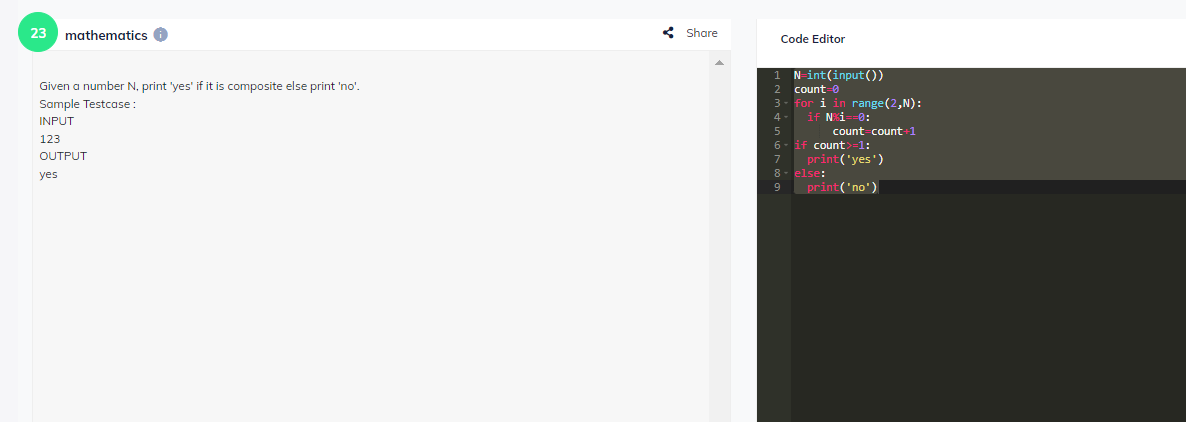 23
mathematics
Share
Given a number N, print 'yes' if it is composite else print 'no'.
Sample Testcase :
INPUT
123
OUTPUT
yes
Code Editor
1 N=int(input())
2 count=0
3 for i in range(2,N):
4 if N%i==0:
5 count=count+1
6 if count>=1:
7 print('yes')
8 else:
9 print('no')